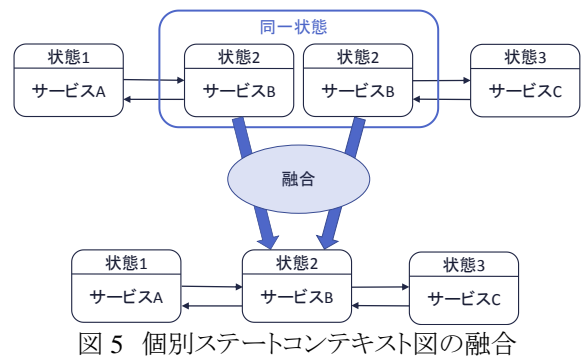 同一状態
状態1
サービスA
状態2
サービスB
状態2
サービスB
状態3
サービスC
融合
状態1
サービスA
状態2
サービスB
状態3
サービスC
図 5 個別ステートコンテキスト図の融合